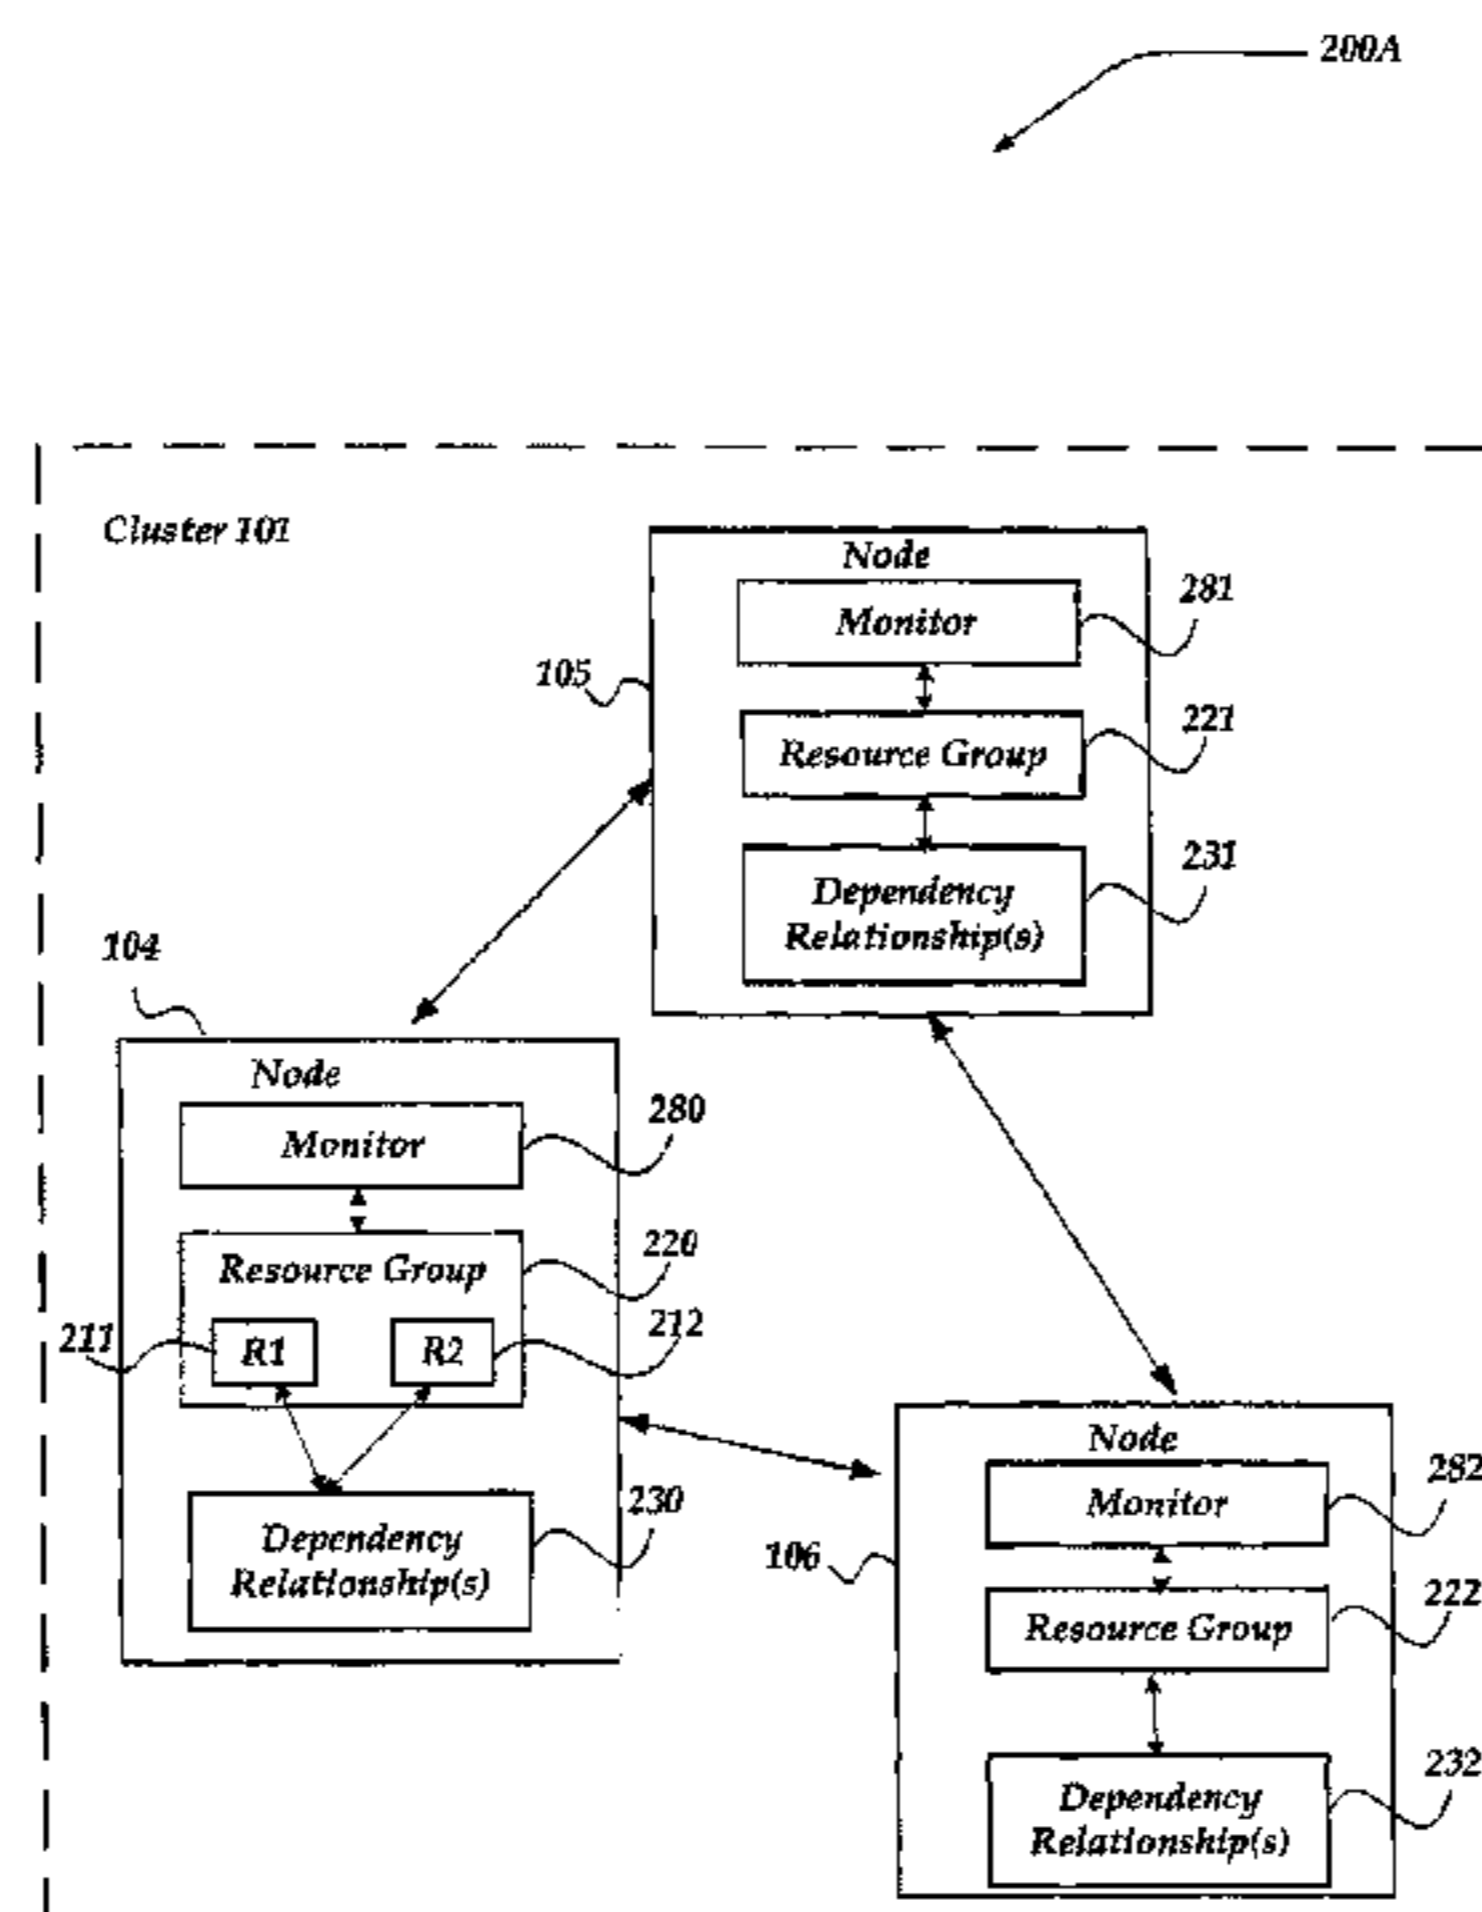 200A
Cluster 101
Node
Monitor
281
105
Resource Group
221
Dependency
Relationship(s)
231
104
Node
Monitor
280
Resource Group
220
211
R1
R2
212
Dependency
Relationship(s)
230
Node
Monitor
282
106
Resource Group
222
Dependency
Relationship(s)
232